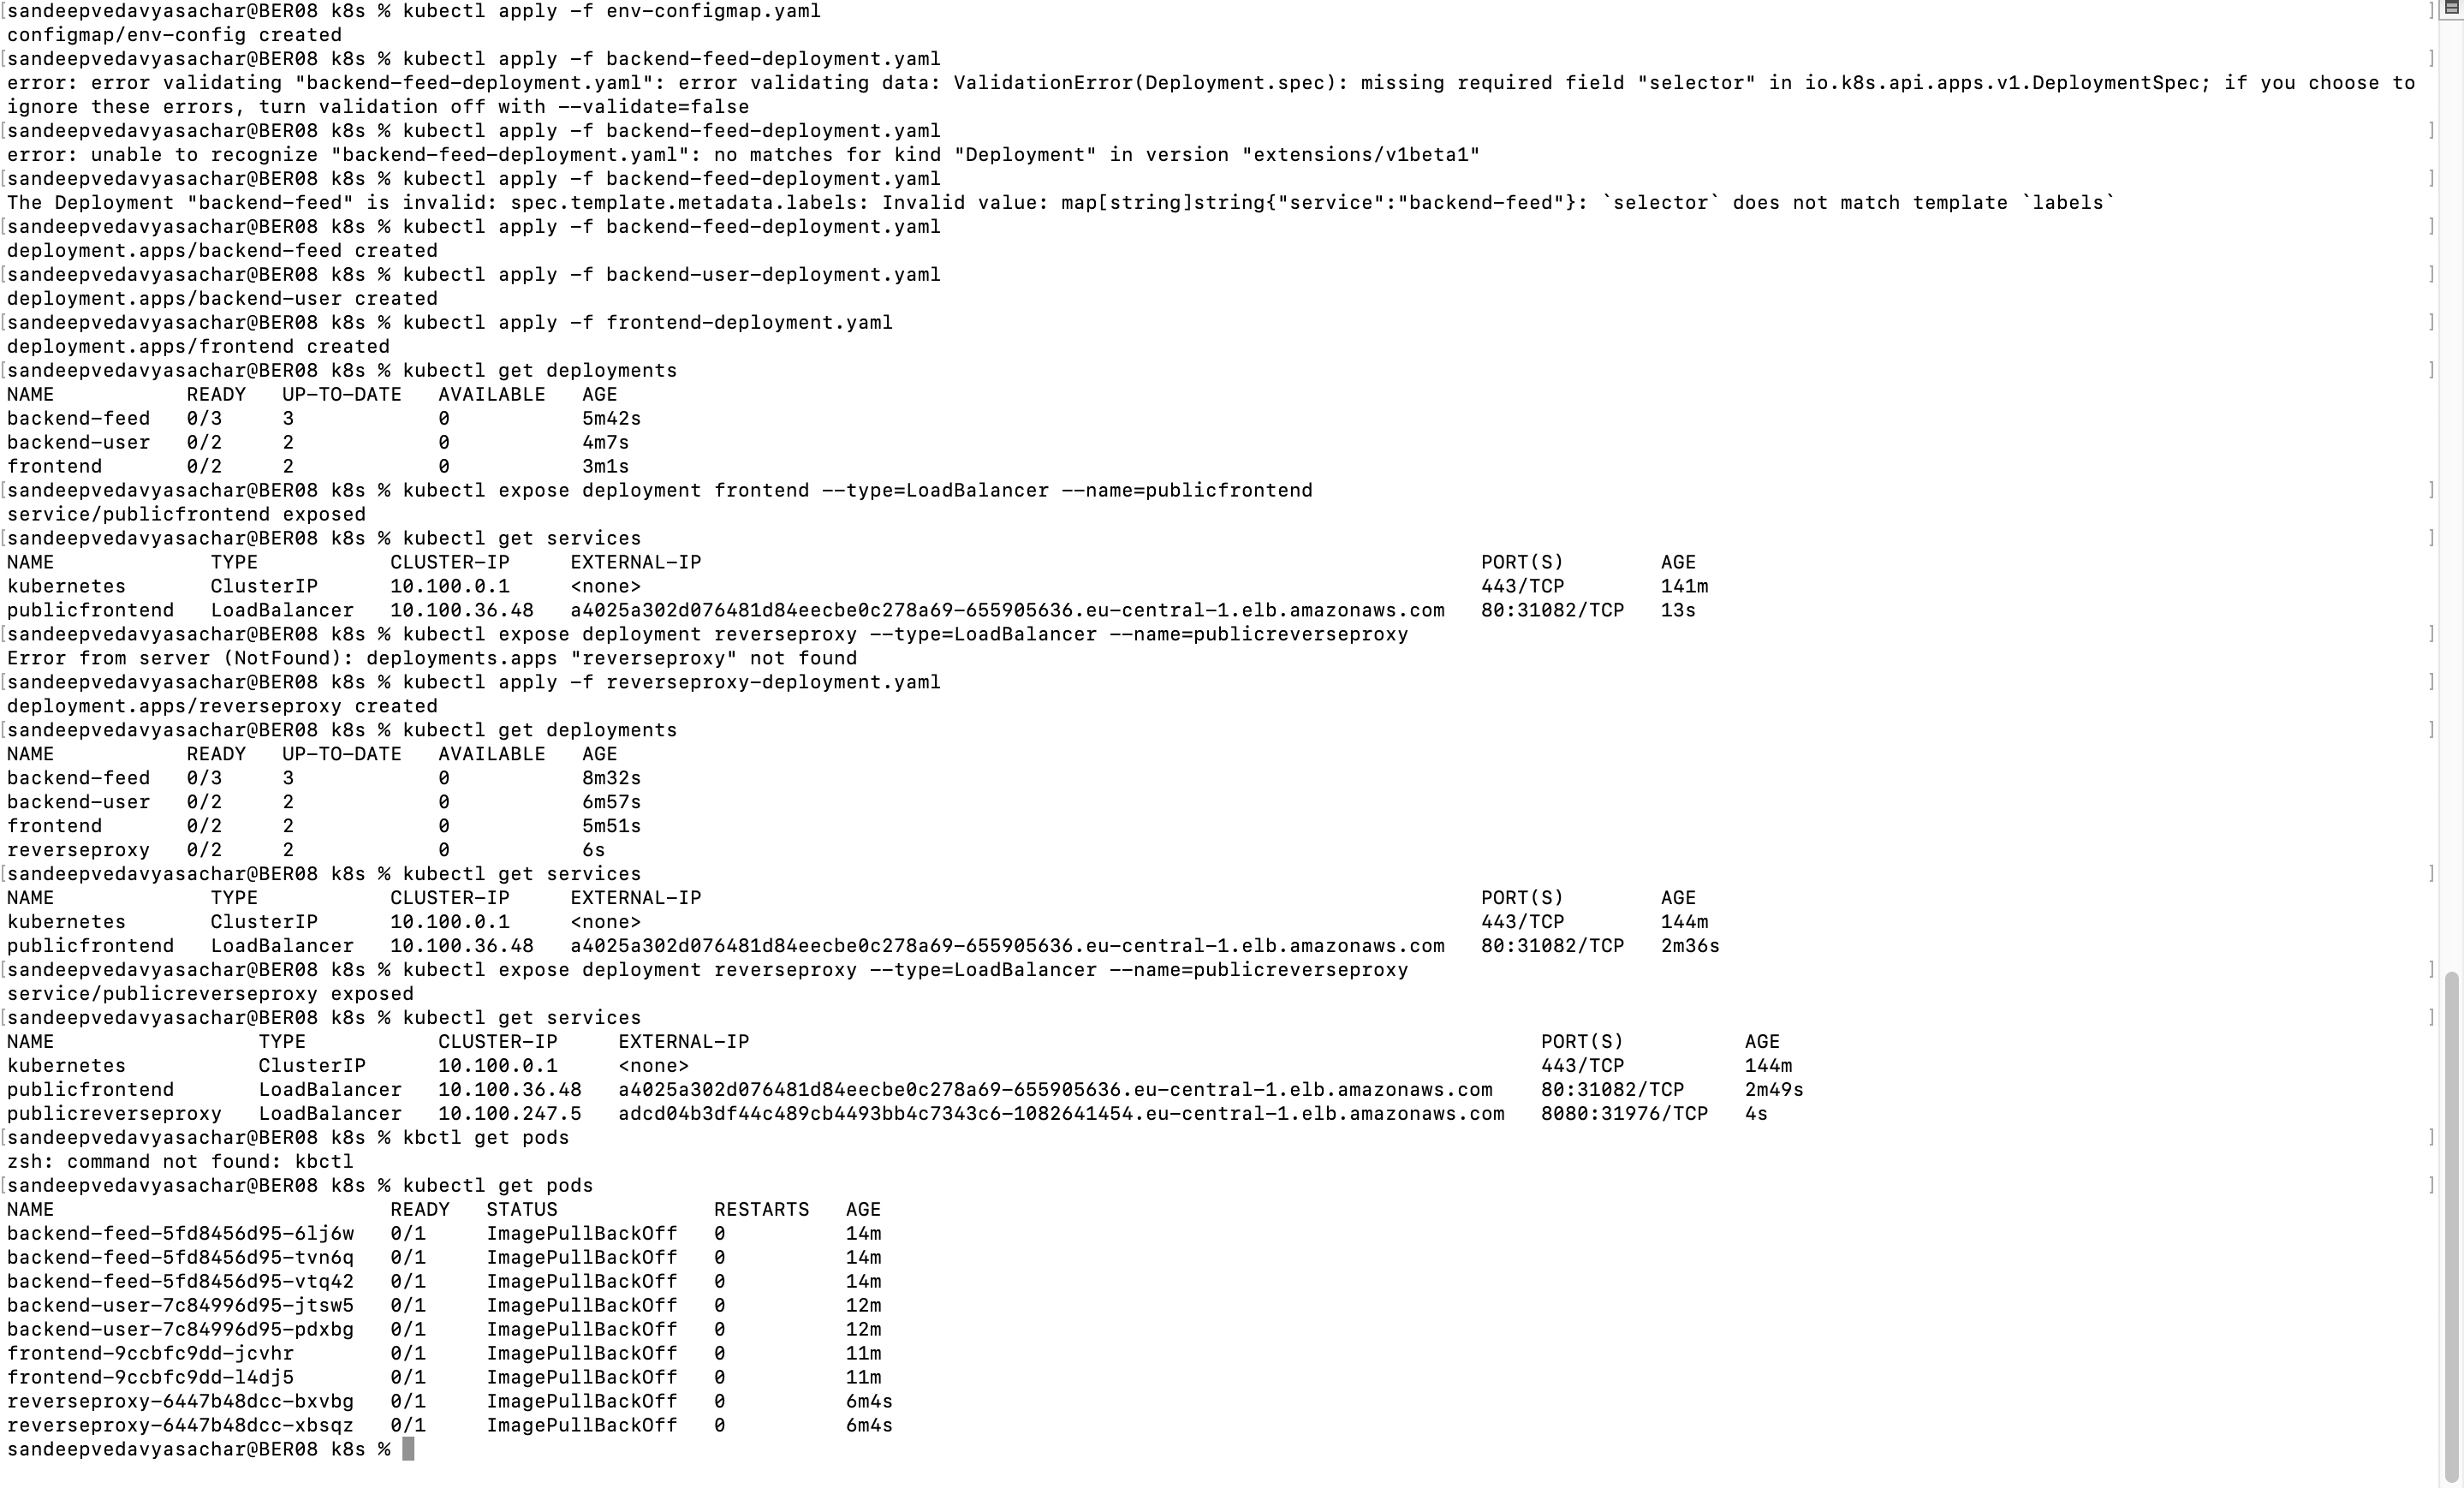 [sandeepvedavyasachar@BER08 k8s % kubectl apply -f env-configmap.yaml ]
configmap/env-config created
[sandeepvedavyasachar@BER08 k8s % kubectl apply -f backend-feed-deployment.yaml ]
error: error validating "backend-feed-deployment.yaml": error validating data: ValidationError(Deployment.spec): missing required field "selector" in io.k8s.api.apps.v1.DeploymentSpec; if you choose to
ignore these errors, turn validation off with --validate=false
[sandeepvedavyasachar@BER08 k8s % kubectl apply -f backend-feed-deployment.yaml ]
error: unable to recognize "backend-feed-deployment.yaml": no matches for kind "Deployment" in version "extensions/v1beta1"
[sandeepvedavyasachar@BER08 k8s % kubectl apply -f backend-feed-deployment.yaml ]
The Deployment "backend-feed" is invalid: spec.template.metadata.labels: Invalid value: map[string]string{"service":"backend-feed"}: `selector` does not match template `labels`
[sandeepvedavyasachar@BER08 k8s % kubectl apply -f backend-feed-deployment.yaml ]
deployment.apps/backend-feed created
[sandeepvedavyasachar@BER08 k8s % kubectl apply -f backend-user-deployment.yaml ]
deployment.apps/backend-user created
[sandeepvedavyasachar@BER08 k8s % kubectl apply -f frontend-deployment.yaml ]
deployment.apps/frontend created
[sandeepvedavyasachar@BER08 k8s % kubectl get deployments ]
NAME READY UP-TO-DATE AVAILABLE AGE
backend-feed 0/3 3 0 5m42s
backend-user 0/2 2 0 4m7s
frontend 0/2 2 0 3m1s
[sandeepvedavyasachar@BER08 k8s % kubectl expose deployment frontend --type=LoadBalancer --name=publicfrontend ]
service/publicfrontend exposed
[sandeepvedavyasachar@BER08 k8s % kubectl get services ]
NAME TYPE CLUSTER-IP EXTERNAL-IP PORT(S) AGE
kubernetes ClusterIP 10.100.0.1 <none> 443/TCP 141m
publicfrontend LoadBalancer 10.100.36.48 a4025a302d076481d84eecbe0c278a69-655905636.eu-central-1.elb.amazonaws.com 80:31082/TCP 13s
[sandeepvedavyasachar@BER08 k8s % kubectl expose deployment reverseproxy --type=LoadBalancer --name=publicreverseproxy ]
Error from server (NotFound): deployments.apps "reverseproxy" not found
[sandeepvedavyasachar@BER08 k8s % kubectl apply -f reverseproxy-deployment.yaml ]
deployment.apps/reverseproxy created
[sandeepvedavyasachar@BER08 k8s % kubectl get deployments ]
NAME READY UP-TO-DATE AVAILABLE AGE
backend-feed 0/3 3 0 8m32s
backend-user 0/2 2 0 6m57s
frontend 0/2 2 0 5m51s
reverseproxy 0/2 2 0 6s
[sandeepvedavyasachar@BER08 k8s % kubectl get services ]
NAME TYPE CLUSTER-IP EXTERNAL-IP PORT(S) AGE
kubernetes ClusterIP 10.100.0.1 <none> 443/TCP 144m
publicfrontend LoadBalancer 10.100.36.48 a4025a302d076481d84eecbe0c278a69-655905636.eu-central-1.elb.amazonaws.com 80:31082/TCP 2m36s
[sandeepvedavyasachar@BER08 k8s % kubectl expose deployment reverseproxy --type=LoadBalancer --name=publicreverseproxy ]
service/publicreverseproxy exposed
[sandeepvedavyasachar@BER08 k8s % kubectl get services ]
NAME TYPE CLUSTER-IP EXTERNAL-IP PORT(S) AGE
kubernetes ClusterIP 10.100.0.1 <none> 443/TCP 144m
publicfrontend LoadBalancer 10.100.36.48 a4025a302d076481d84eecbe0c278a69-655905636.eu-central-1.elb.amazonaws.com 80:31082/TCP 2m49s
publicreverseproxy LoadBalancer 10.100.247.5 adcd04b3df44c489cb4493bb4c7343c6-1082641454.eu-central-1.elb.amazonaws.com 8080:31976/TCP 4s
[sandeepvedavyasachar@BER08 k8s % kbctl get pods ]
zsh: command not found: kbctl
[sandeepvedavyasachar@BER08 k8s % kubectl get pods ]
NAME READY STATUS RESTARTS AGE
backend-feed-5fd8456d95-6lj6w 0/1 ImagePullBackOff 0 14m
backend-feed-5fd8456d95-tvn6q 0/1 ImagePullBackOff 0 14m
backend-feed-5fd8456d95-vtq42 0/1 ImagePullBackOff 0 14m
backend-user-7c84996d95-jtsw5 0/1 ImagePullBackOff 0 12m
backend-user-7c84996d95-pdxbg 0/1 ImagePullBackOff 0 12m
frontend-9ccbfc9dd-jcvhr 0/1 ImagePullBackOff 0 11m
frontend-9ccbfc9dd-l4dj5 0/1 ImagePullBackOff 0 11m
reverseproxy-6447b48dcc-bxvbg 0/1 ImagePullBackOff 0 6m4s
reverseproxy-6447b48dcc-xbsqz 0/1 ImagePullBackOff 0 6m4s
sandeepvedavyasachar@BER08 k8s %